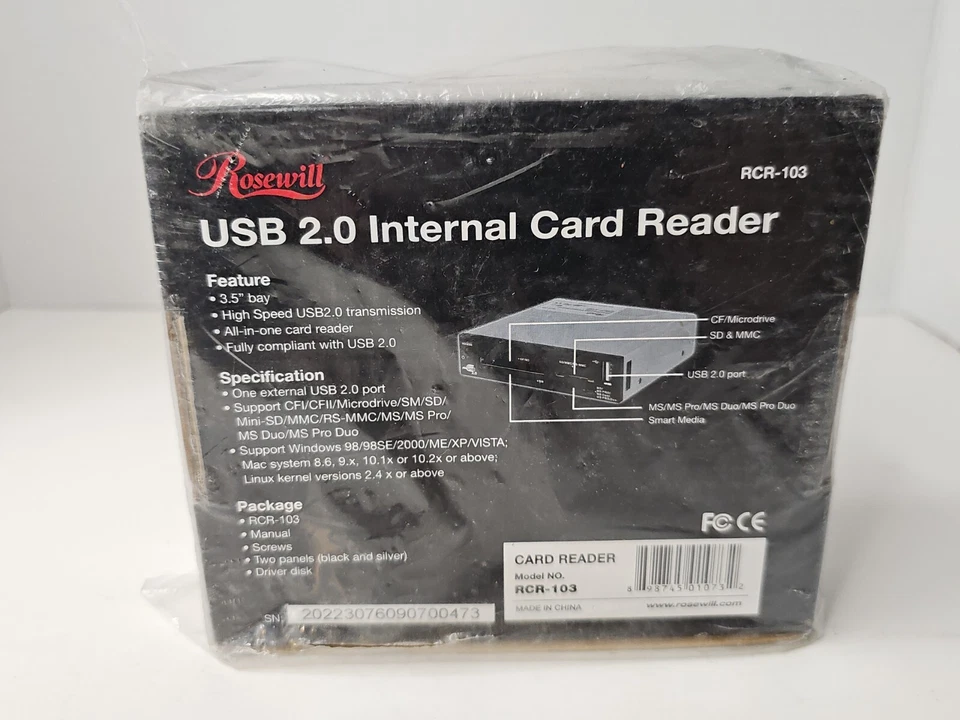 Rosewill
RCR-103
USB 2.0 Internal Card Reader
Feature
• 3.5" bay
• High Speed USB2.0 transmission
• All-in-one card reader
• Fully compliant with USB 2.0
CF/Microdrive
SD & MMC
USB 2.0 port
MS/MS Pro/MS Duo/MS Pro Duo
Smart Media
Specification
• One external USB 2.0 port
• Support CFI/CFII/Microdrive/SM/SD/
Mini-SD/MMC/RS-MMC/MS/MS Pro/
MS Duo/MS Pro Duo
• Support Windows 98/98SE/2000/ME/XP/VISTA;
Mac system 8.6, 9.x, 10.1x or 10.2x or above;
Linux kernel versions 2.4 x or above
Package
• RCR-103
• Manual
• Screws
• Two panels (black and silver)
• Driver disk
FC CE
CARD READER
Model NO.
RCR-103
MADE IN CHINA
8 98745 01073 2
www.rosewill.com
SN: 20223076090700473